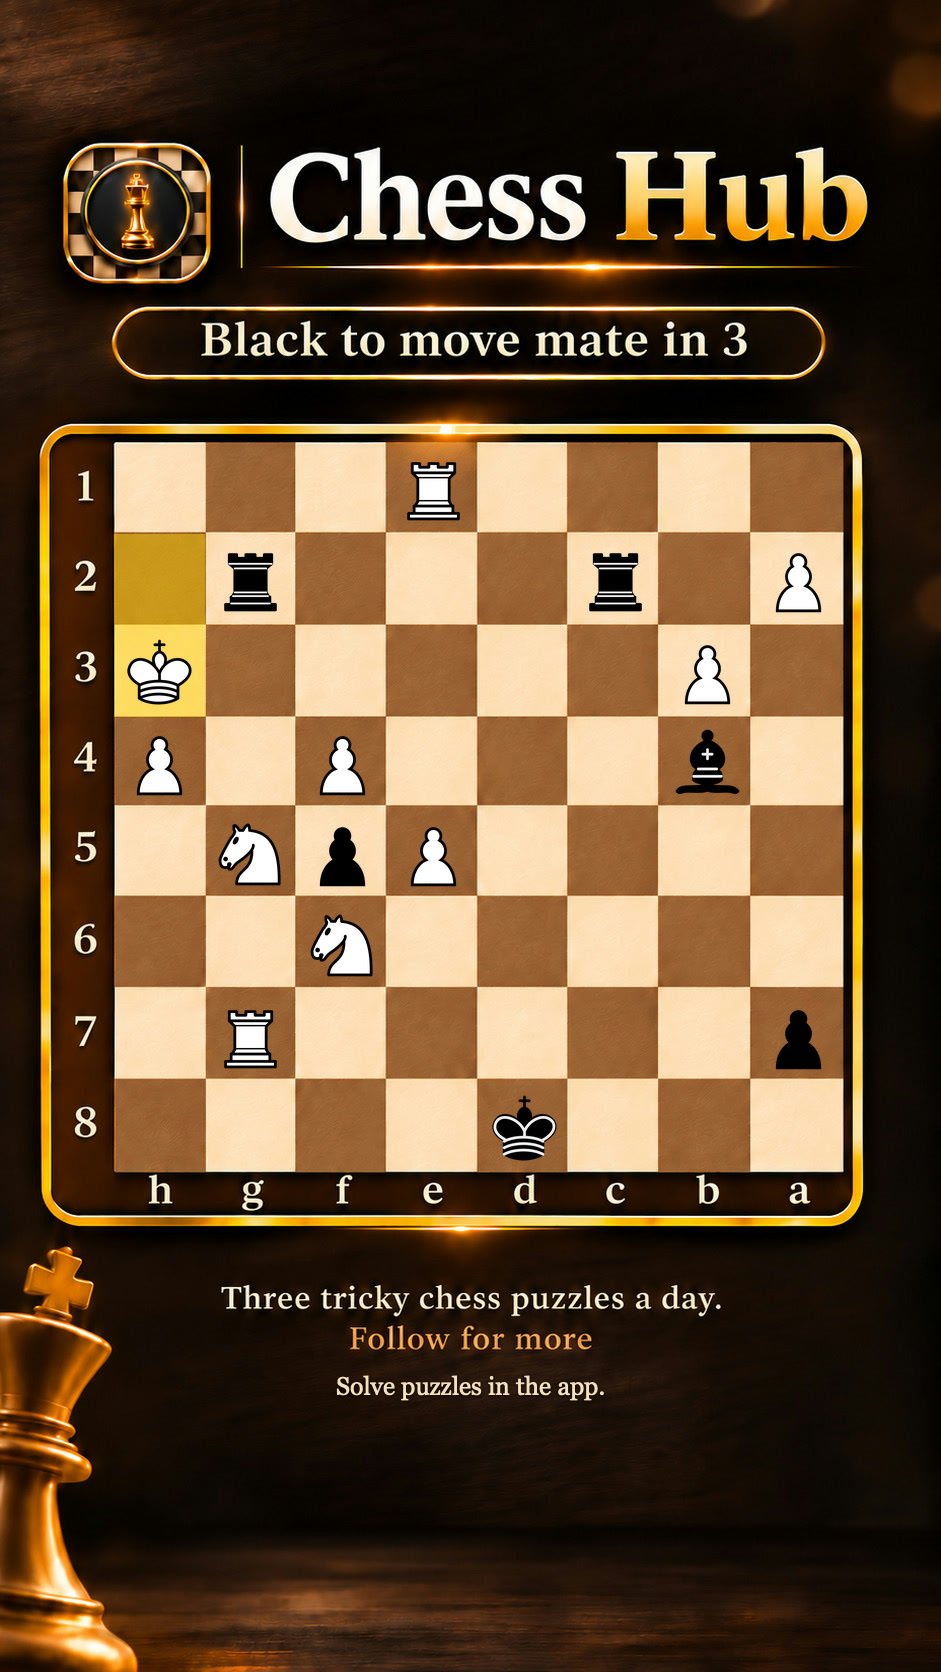 Chess Hub
Black to move mate in 3
1
2
3
4
5
6
7
8
h g f e d c b a
Three tricky chess puzzles a day.
Follow for more
Solve puzzles in the app.